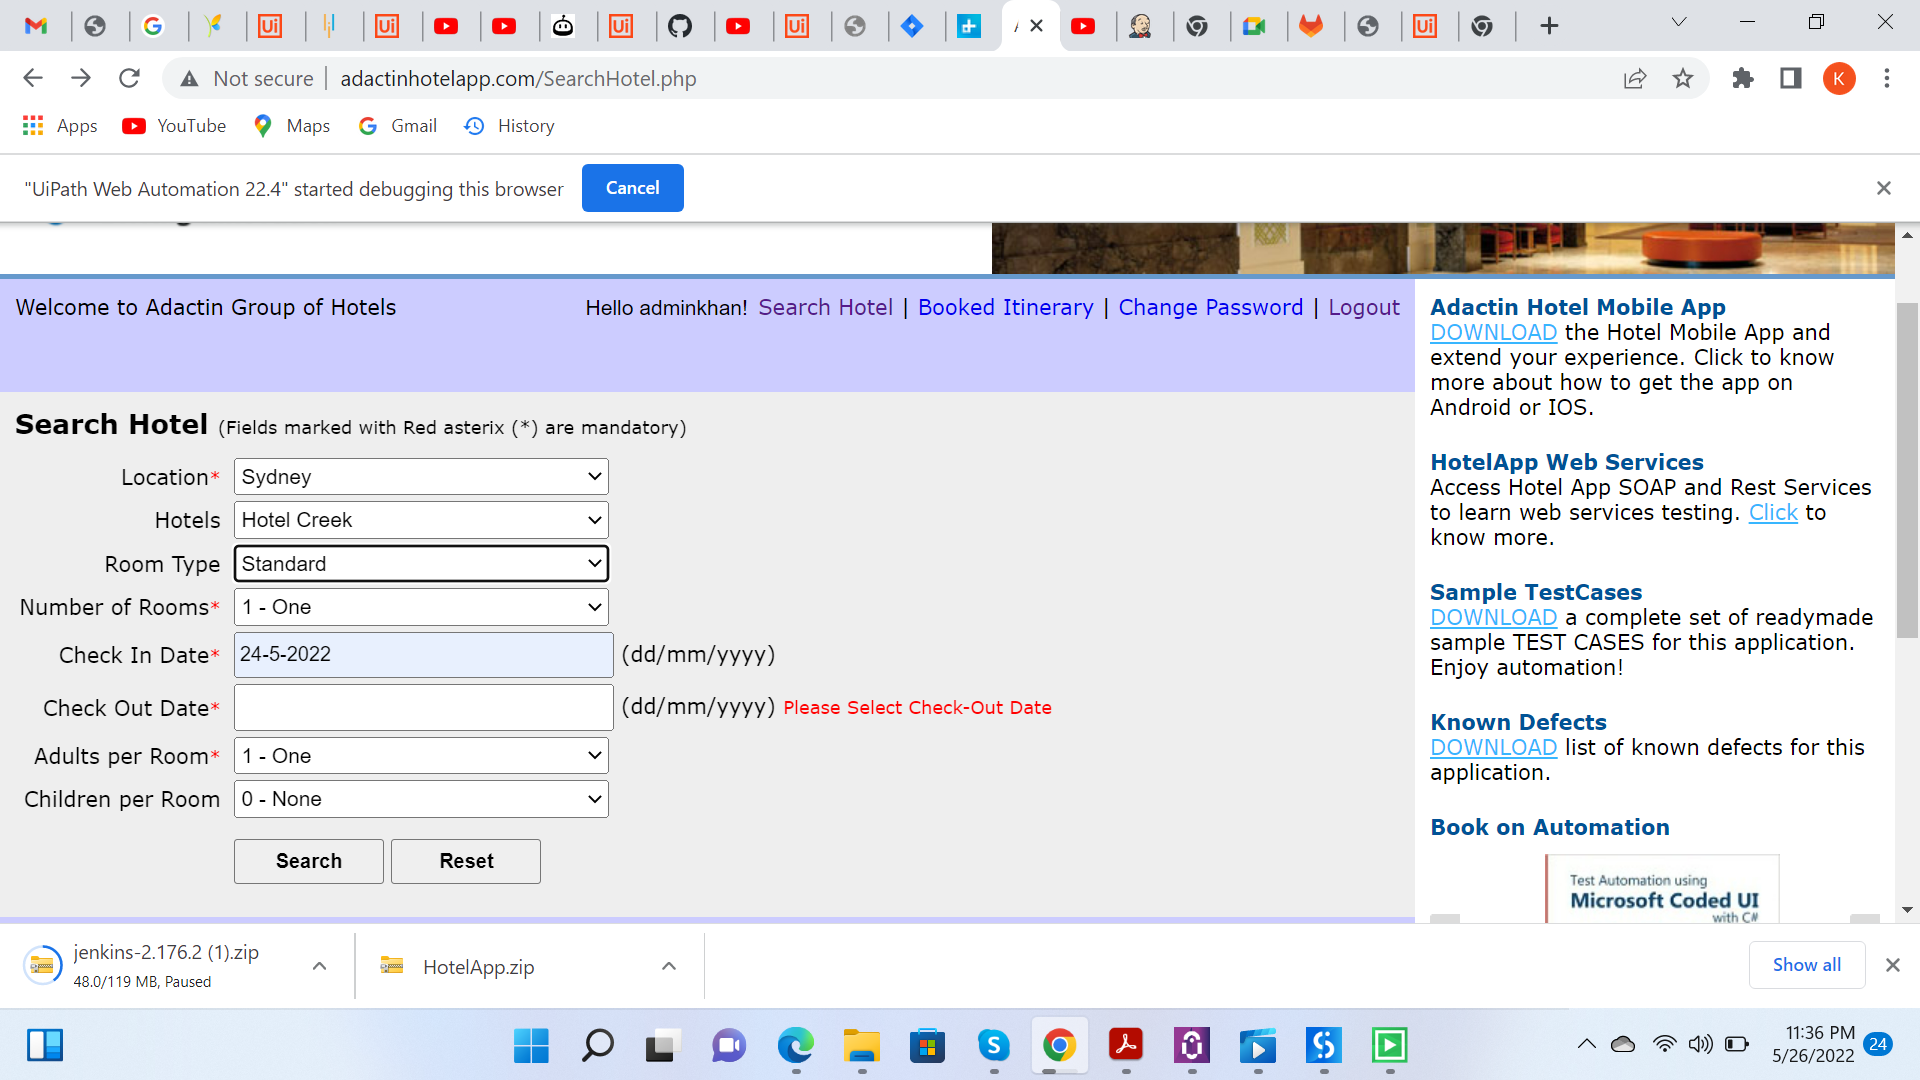 Not secure
adactinhotelapp.com/SearchHotel.php
K
Apps
YouTube
Maps
Gmail
History
"UiPath Web Automation 22.4" started debugging this browser
Cancel
Welcome to Adactin Group of Hotels
Hello adminkhan! Search Hotel | Booked Itinerary | Change Password | Logout
Search Hotel (Fields marked with Red asterix (*) are mandatory)
Location* Sydney
Hotels Hotel Creek
Room Type Standard
Number of Rooms* 1 - One
Check In Date* 24-5-2022 (dd/mm/yyyy)
Check Out Date* (dd/mm/yyyy) Please Select Check-Out Date
Adults per Room* 1 - One
Children per Room 0 - None
Search Reset
Adactin Hotel Mobile App
DOWNLOAD the Hotel Mobile App and
extend your experience. Click to know
more about how to get the app on
Android or IOS.
HotelApp Web Services
Access Hotel App SOAP and Rest Services
to learn web services testing. Click to
know more.
Sample TestCases
DOWNLOAD a complete set of readymade
sample TEST CASES for this application.
Enjoy automation!
Known Defects
DOWNLOAD list of known defects for this
application.
Book on Automation
Test Automation using
Microsoft Coded UI
with C#
jenkins-2.176.2 (1).zip
48.0/119 MB, Paused
HotelApp.zip
Show all
11:36 PM
5/26/2022
24